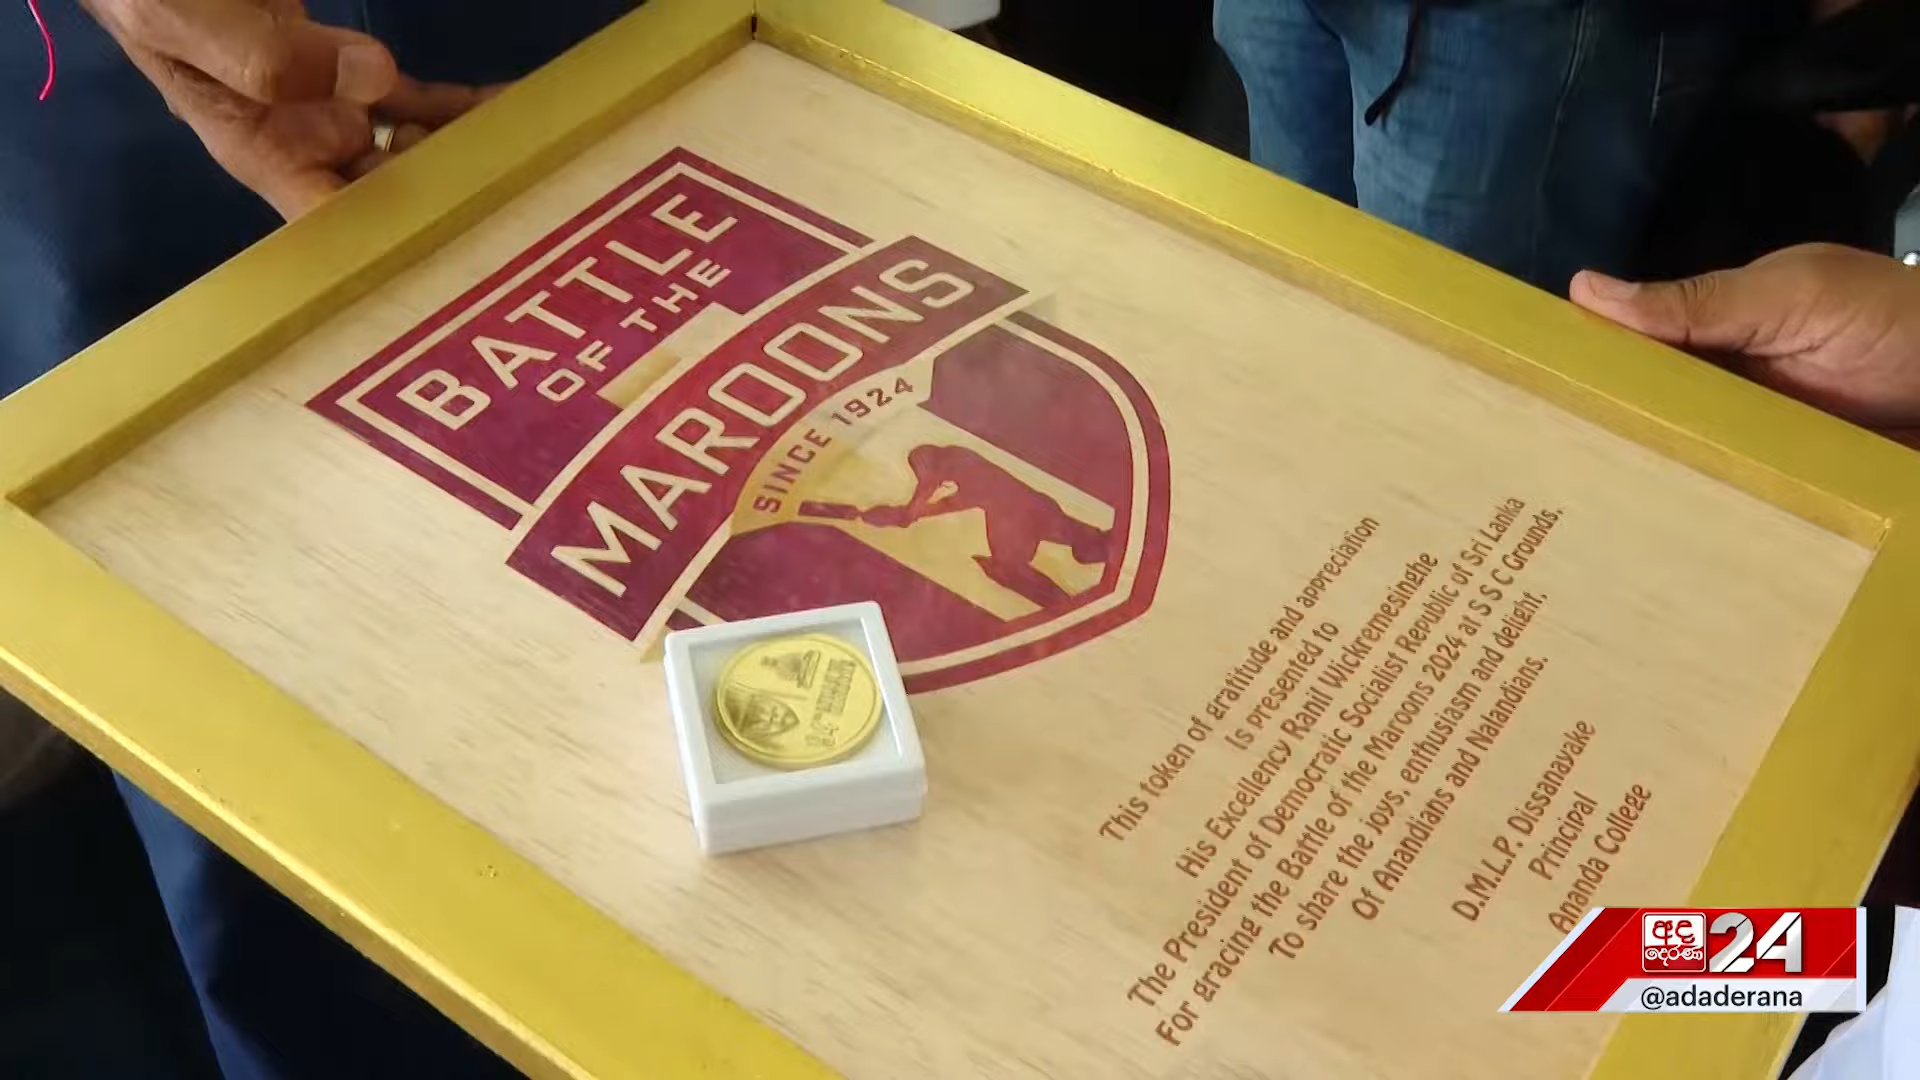 BATTLE
OF THE
MAROONS
SINCE 1924
This token of gratitude and appreciation
Is presented to
His Excellency Ranil Wickremesinghe
The President of Democratic Socialist Republic of Sri Lanka
For gracing the Battle of the Maroons 2024 at S S C Grounds,
To share the joys, enthusiasm and delight,
Of Anandians and Nalandians.
D.M.L.P. Dissanayake
Principal
Ananda College
අද
දෙරණ
24
@adaderana